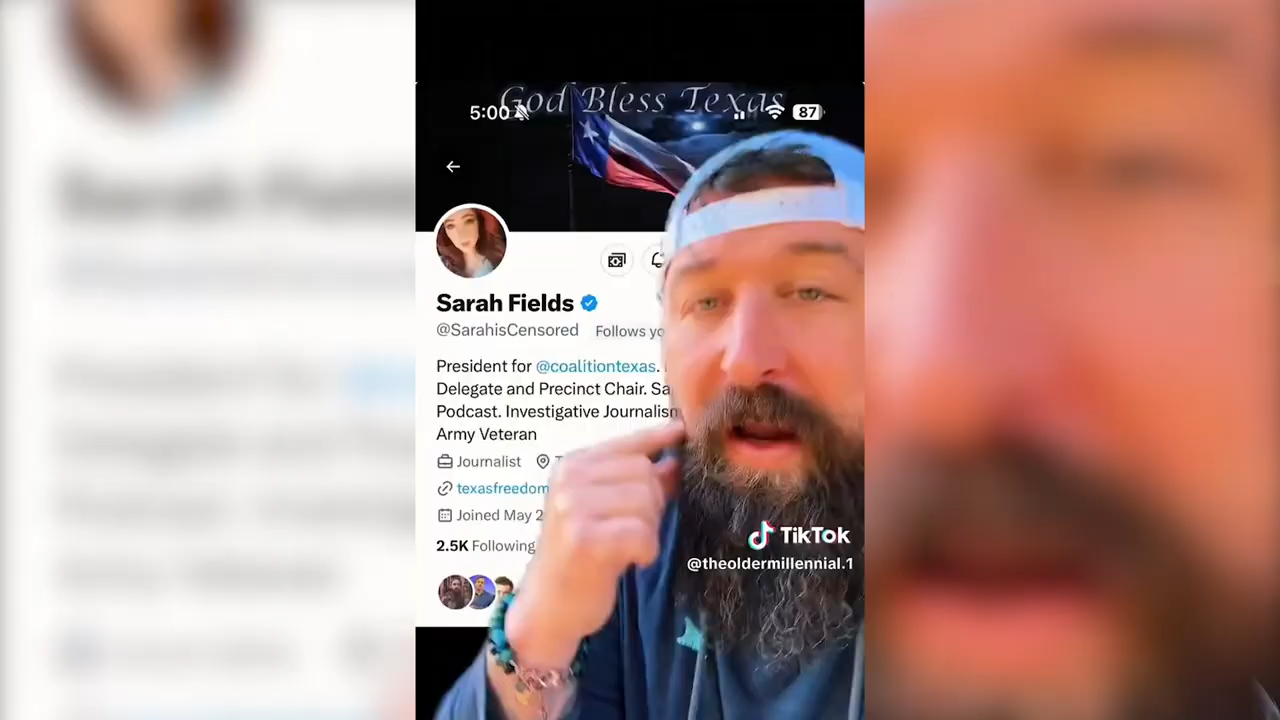 God Bless Texas
5:00
87
Sarah Fields
@SarahisCensored Follows yo
President for @coalitiontexas.
Delegate and Precinct Chair. Sa
Podcast. Investigative Journalism
Army Veteran
Journalist
texasfreedom
Joined May 2
2.5K Following
TikTok
@theoldermillennial.1